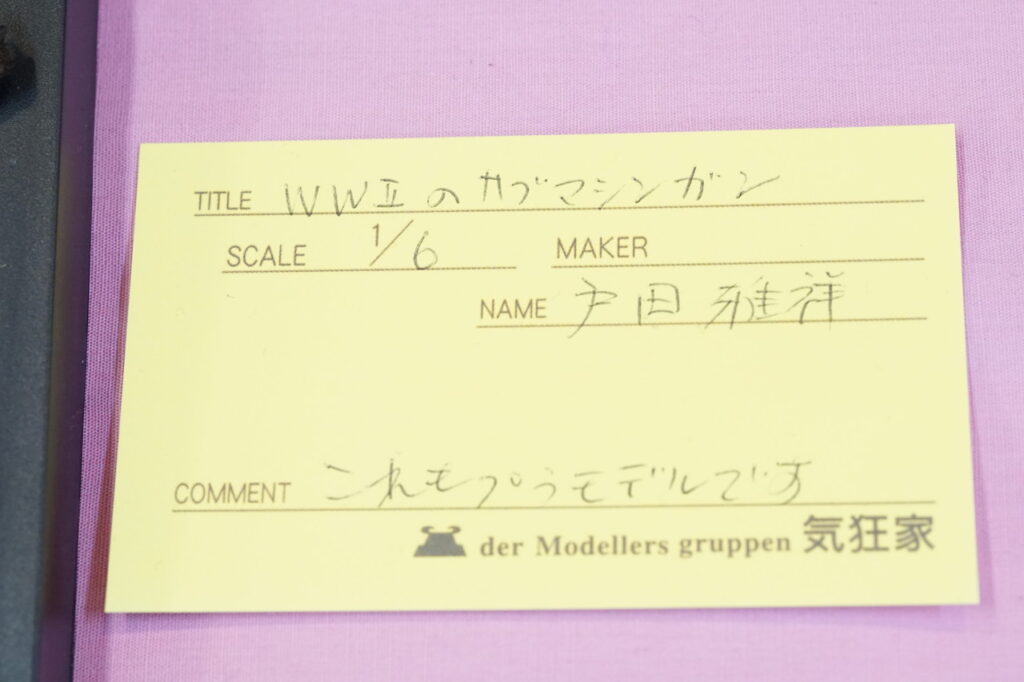 TITLE WWIIのサブマシンガン
SCALE 1/6 MAKER
NAME 戸田 雅祥
COMMENT これもプラモデルです
der Modellers gruppen 気狂家